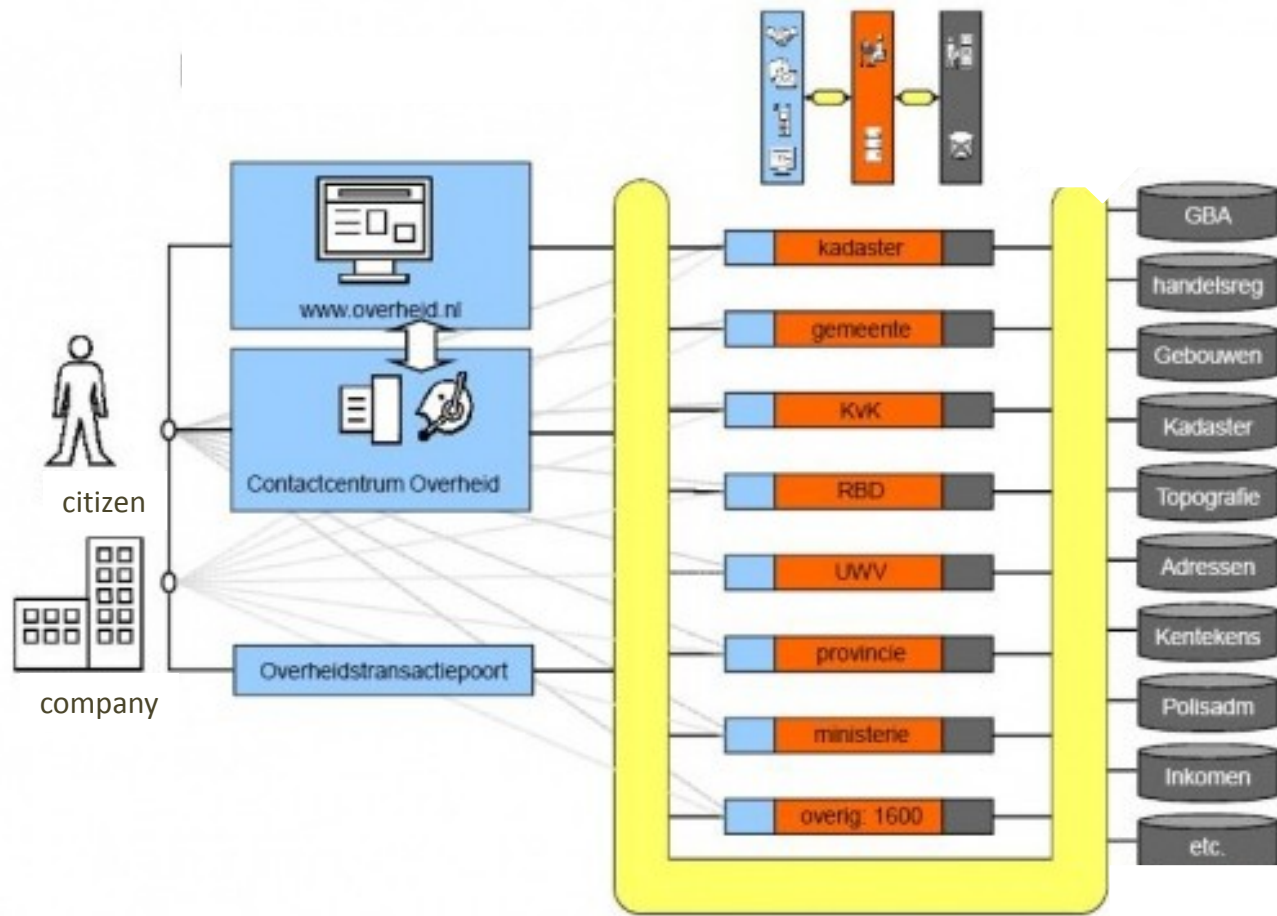 www.overheid.nl
Contactcentrum Overheid
citizen
company
Overheidstransactiepoort
kadaster
gemeente
KvK
RBD
UWV
provincie
ministerie
overig: 1600
GBA
handelsreg
Gebouwen
Kadaster
Topografie
Adressen
Kentekens
Polisadm
Inkomen
etc.